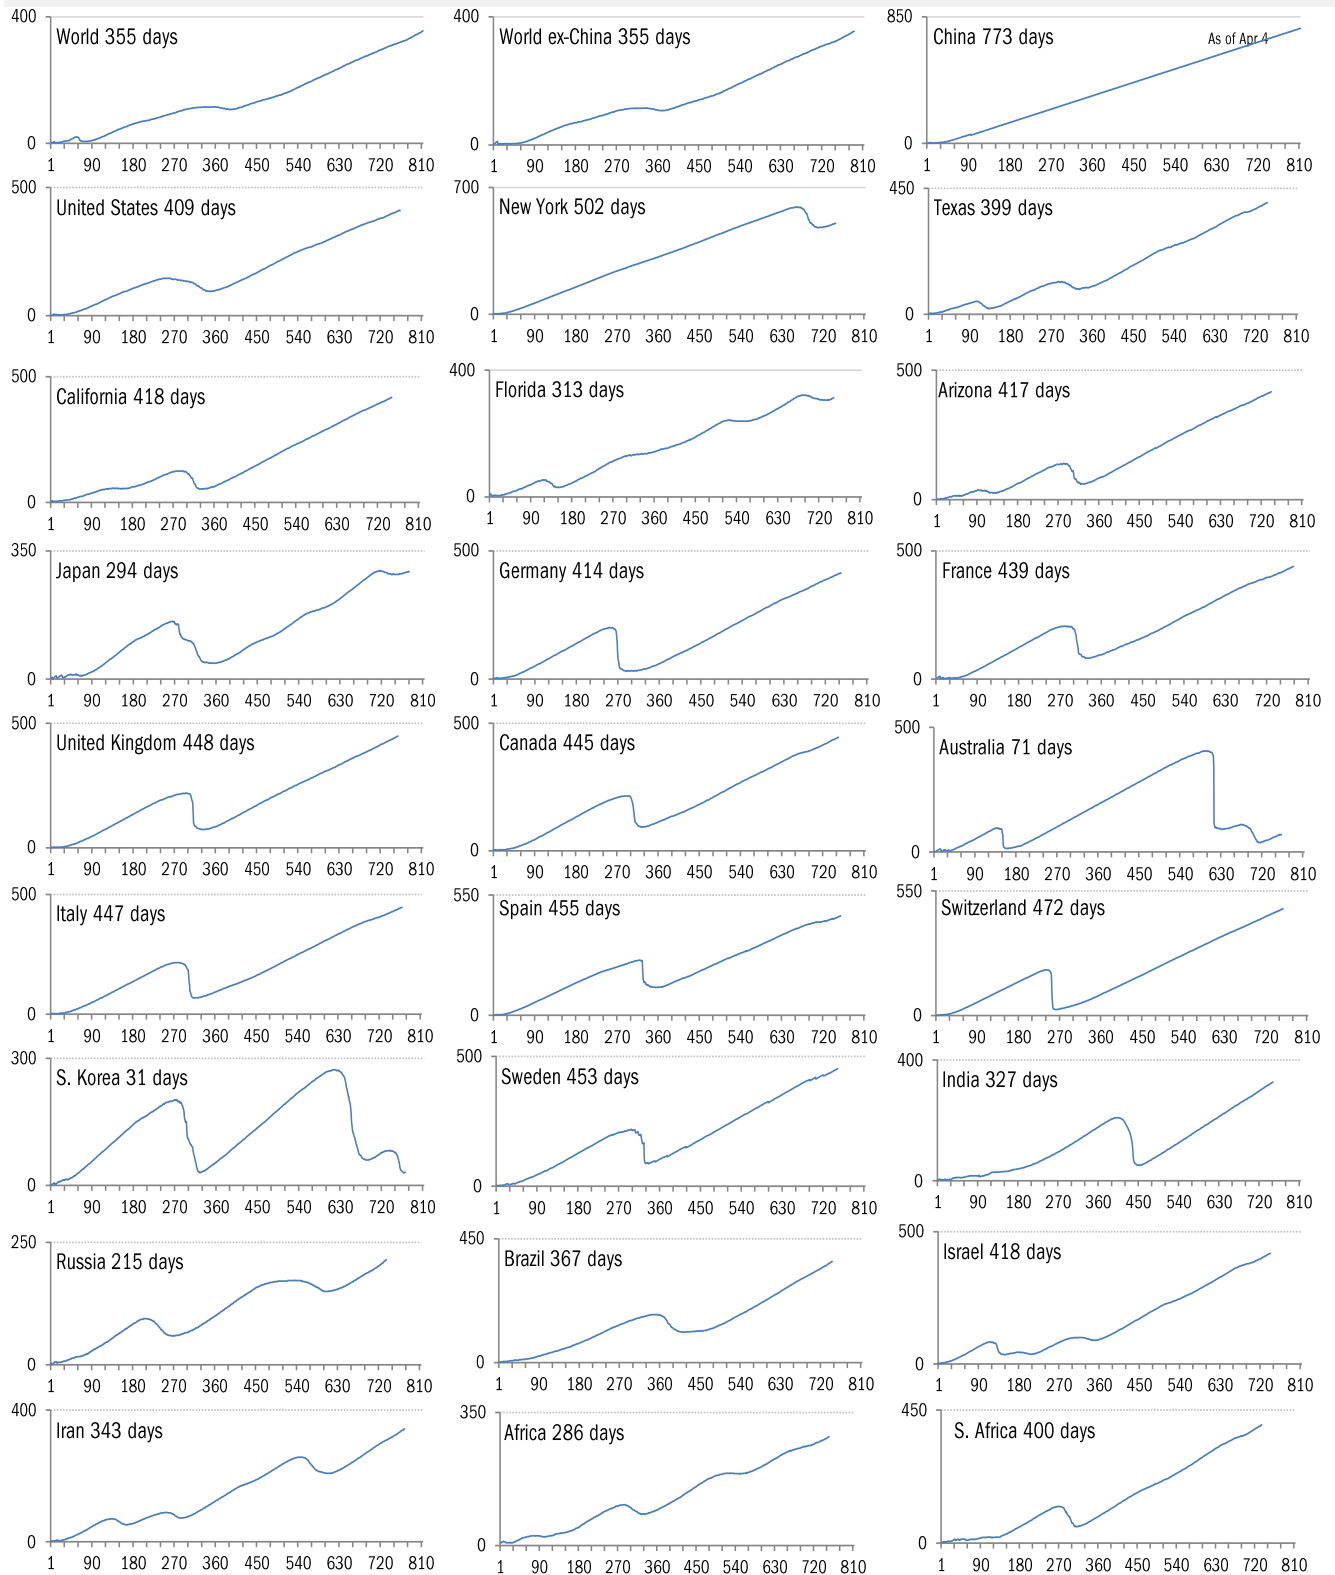 400
World 355 days
0
1 90 180 270 360 450 540 630 720 810
400
World ex-China 355 days
0
1 90 180 270 360 450 540 630 720 810
850
China 773 days
As of Apr 4
0
1 90 180 270 360 450 540 630 720 810
500
United States 409 days
0
1 90 180 270 360 450 540 630 720 810
700
New York 502 days
0
1 90 180 270 360 450 540 630 720 810
450
Texas 399 days
0
1 90 180 270 360 450 540 630 720 810
500
California 418 days
0
1 90 180 270 360 450 540 630 720 810
400
Florida 313 days
0
1 90 180 270 360 450 540 630 720 810
500
Arizona 417 days
0
1 90 180 270 360 450 540 630 720 810
350
Japan 294 days
0
1 90 180 270 360 450 540 630 720 810
500
Germany 414 days
0
1 90 180 270 360 450 540 630 720 810
500
France 439 days
0
1 90 180 270 360 450 540 630 720 810
500
United Kingdom 448 days
0
1 90 180 270 360 450 540 630 720 810
500
Canada 445 days
0
1 90 180 270 360 450 540 630 720 810
500
Australia 71 days
0
1 90 180 270 360 450 540 630 720 810
500
Italy 447 days
0
1 90 180 270 360 450 540 630 720 810
550
Spain 455 days
0
1 90 180 270 360 450 540 630 720 810
550
Switzerland 472 days
0
1 90 180 270 360 450 540 630 720 810
300
S. Korea 31 days
0
1 90 180 270 360 450 540 630 720 810
500
Sweden 453 days
0
1 90 180 270 360 450 540 630 720 810
400
India 327 days
0
1 90 180 270 360 450 540 630 720 810
250
Russia 215 days
0
1 90 180 270 360 450 540 630 720 810
450
Brazil 367 days
0
1 90 180 270 360 450 540 630 720 810
500
Israel 418 days
0
1 90 180 270 360 450 540 630 720 810
400
Iran 343 days
0
1 90 180 270 360 450 540 630 720 810
350
Africa 286 days
0
1 90 180 270 360 450 540 630 720 810
450
S. Africa 400 days
0
1 90 180 270 360 450 540 630 720 810